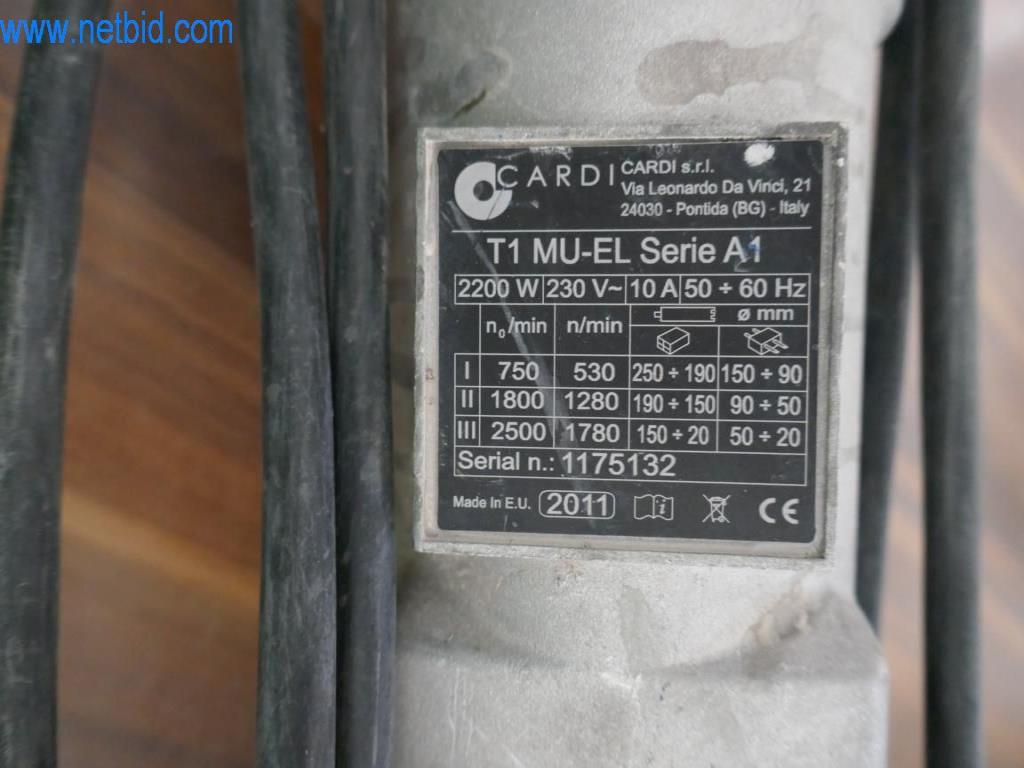 www.netbid.com
CARDI
CARDI s.r.l.
Via Leonardo Da Vinci, 21
24030 - Pontida (BG) - Italy
T1 MU-EL Serie A1
2200 W 230 V~ 10 A 50 ÷ 60 Hz
n₀/min n/min ø mm
I 750 530 250 ÷ 190 150 ÷ 90
II 1800 1280 190 ÷ 150 90 ÷ 50
III 2500 1780 150 ÷ 20 50 ÷ 20
Serial n.: 1175132
Made In E.U. 2011 i CE